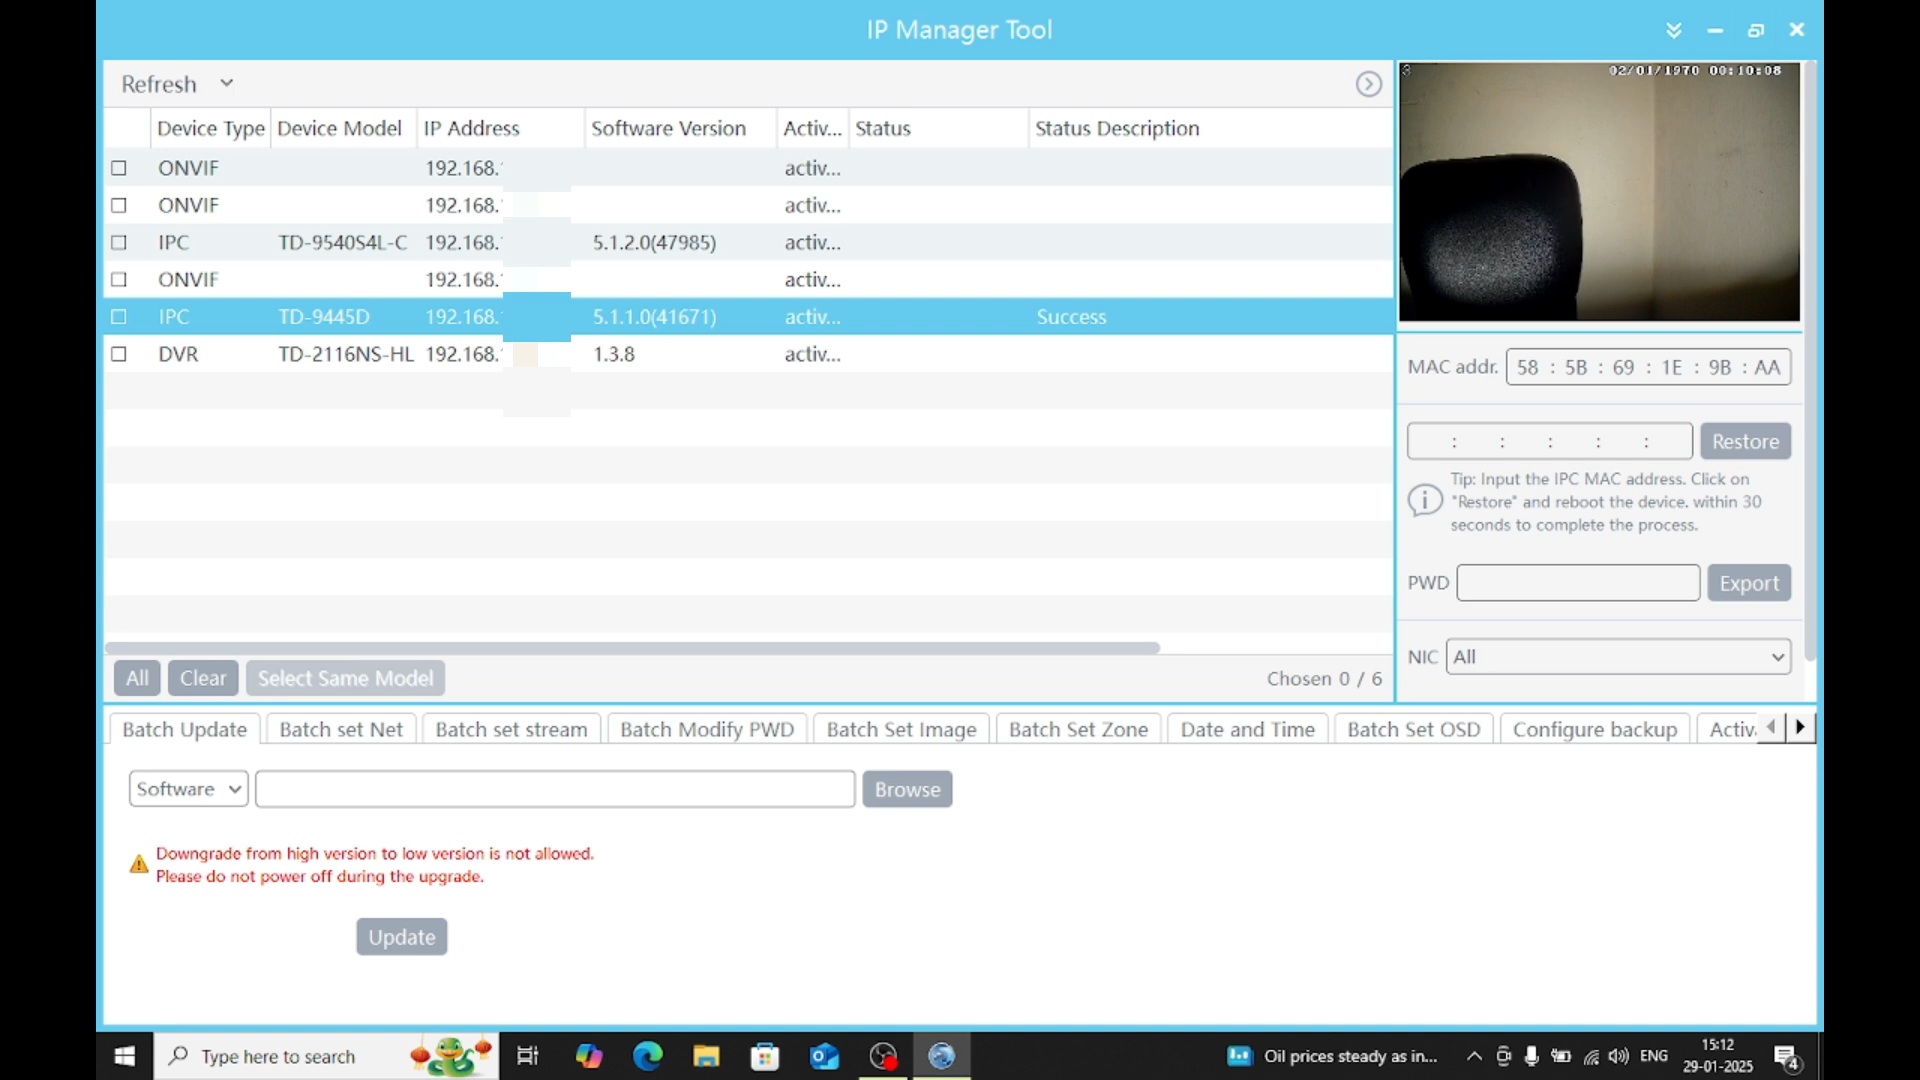 IP Manager Tool
Refresh
Device Type Device Model IP Address Software Version Activ... Status Status Description
ONVIF 192.168. activ...
ONVIF 192.168. activ...
IPC TD-9540S4L-C 192.168. 5.1.2.0(47985) activ...
ONVIF 192.168. activ...
IPC TD-9445D 192.168. 5.1.1.0(41671) activ... Success
DVR TD-2116NS-HL 192.168. 1.3.8 activ...
All Clear Select Same Model Chosen 0 / 6
3 02/01/1970 00:10:08
MAC addr. 58 : 5B : 69 : 1E : 9B : AA
: : : : : Restore
Tip: Input the IPC MAC address. Click on
"Restore" and reboot the device. within 30
seconds to complete the process.
PWD Export
NIC All
Batch Update Batch set Net Batch set stream Batch Modify PWD Batch Set Image Batch Set Zone Date and Time Batch Set OSD Configure backup Activ
Software Browse
Downgrade from high version to low version is not allowed.
Please do not power off during the upgrade.
Update
Type here to search Oil prices steady as in... ENG 15:12
29-01-2025 4